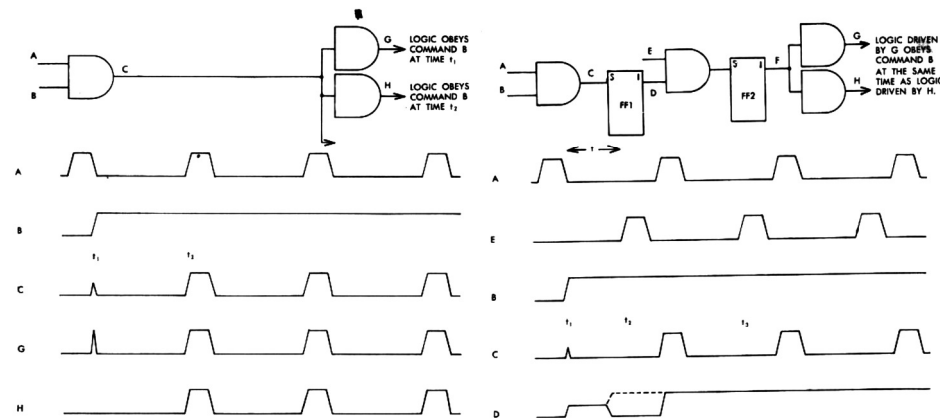 A
B
C
G
LOGIC OBEYS
COMMAND B
AT TIME t₁
H
LOGIC OBEYS
COMMAND B
AT TIME t₂
A
B
t₁ t₂
C
G
H
A
B
C
S 1
FF1
D
E
S 1
FF2
F
G
LOGIC DRIVEN
BY G OBEYS
COMMAND B
AT THE SAME
TIME AS LOGIC
DRIVEN BY H.
H
τ
A
E
B
t₁ t₂ t₃
C
D